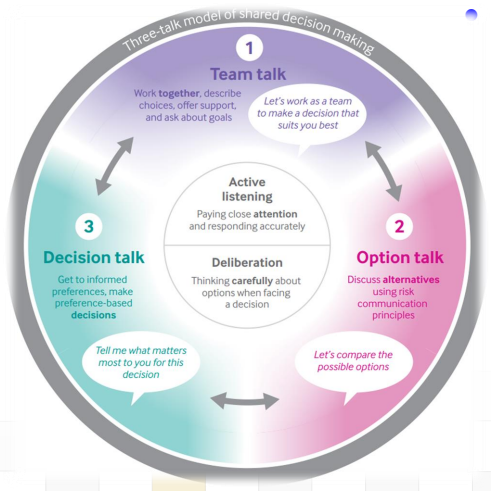 Three-talk model of shared decision making
1
Team talk
Work together, describe
choices, offer support,
and ask about goals
Let's work as a team
to make a decision that
suits you best
Active
listening
Paying close attention
and responding accurately
Deliberation
Thinking carefully about
options when facing
a decision
2
Option talk
Discuss alternatives
using risk
communication
principles
Let's compare the
possible options
3
Decision talk
Get to informed
preferences, make
preference-based
decisions
Tell me what matters
most to you for this
decision